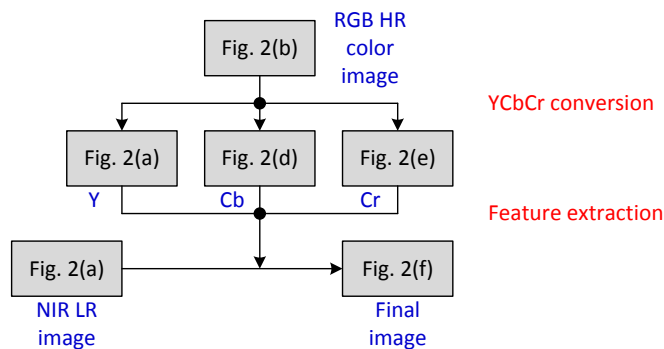 RGB HR
color
image
Fig. 2(b)
YCbCr conversion
Fig. 2(a)
Fig. 2(d)
Fig. 2(e)
Y
Cb
Cr
Feature extraction
Fig. 2(a)
Fig. 2(f)
NIR LR
image
Final
image